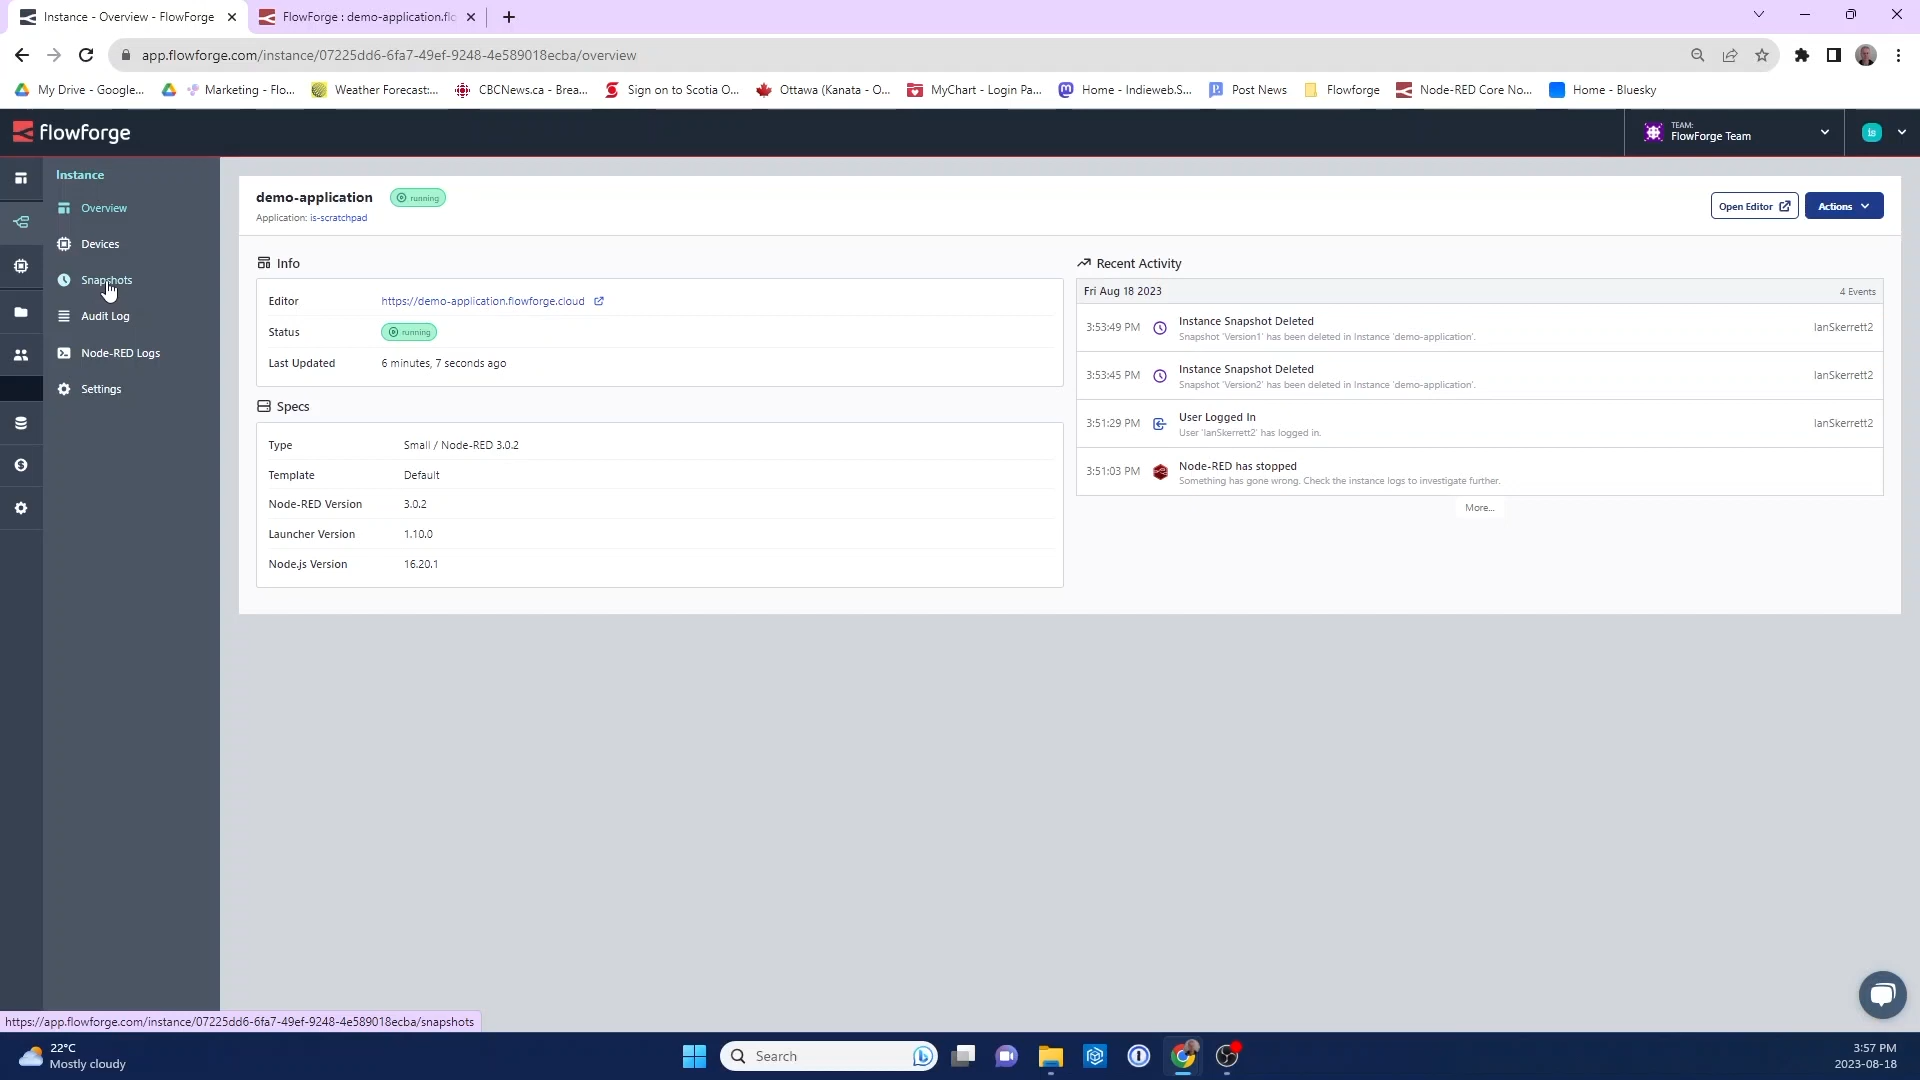 Instance - Overview - FlowForge
FlowForge : demo-application.flo
app.flowforge.com/instance/07225dd6-6fa7-49ef-9248-4e589018ecba/overview
My Drive - Google...
Marketing - Flo...
Weather Forecast:...
CBCNews.ca - Brea...
Sign on to Scotia O...
Ottawa (Kanata - O...
MyChart - Login Pa...
Home - Indieweb.S...
Post News
Flowforge
Node-RED Core No...
Home - Bluesky
flowforge
TEAM:
FlowForge Team
is
Instance
Overview
Devices
Snapshots
Audit Log
Node-RED Logs
Settings
demo-application
running
Application: is-scratchpad
Open Editor
Actions
Info
Editor https://demo-application.flowforge.cloud
Status running
Last Updated 6 minutes, 7 seconds ago
Specs
Type Small / Node-RED 3.0.2
Template Default
Node-RED Version 3.0.2
Launcher Version 1.10.0
Node.js Version 16.20.1
Recent Activity
Fri Aug 18 2023 4 Events
3:53:49 PM Instance Snapshot Deleted IanSkerrett2
Snapshot 'Version1' has been deleted in Instance 'demo-application'.
3:53:45 PM Instance Snapshot Deleted IanSkerrett2
Snapshot 'Version2' has been deleted in Instance 'demo-application'.
3:51:29 PM User Logged In IanSkerrett2
User 'IanSkerrett2' has logged in.
3:51:03 PM Node-RED has stopped
Something has gone wrong. Check the instance logs to investigate further.
More...
https://app.flowforge.com/instance/07225dd6-6fa7-49ef-9248-4e589018ecba/snapshots
22°C
Mostly cloudy
Search
3:57 PM
2023-08-18